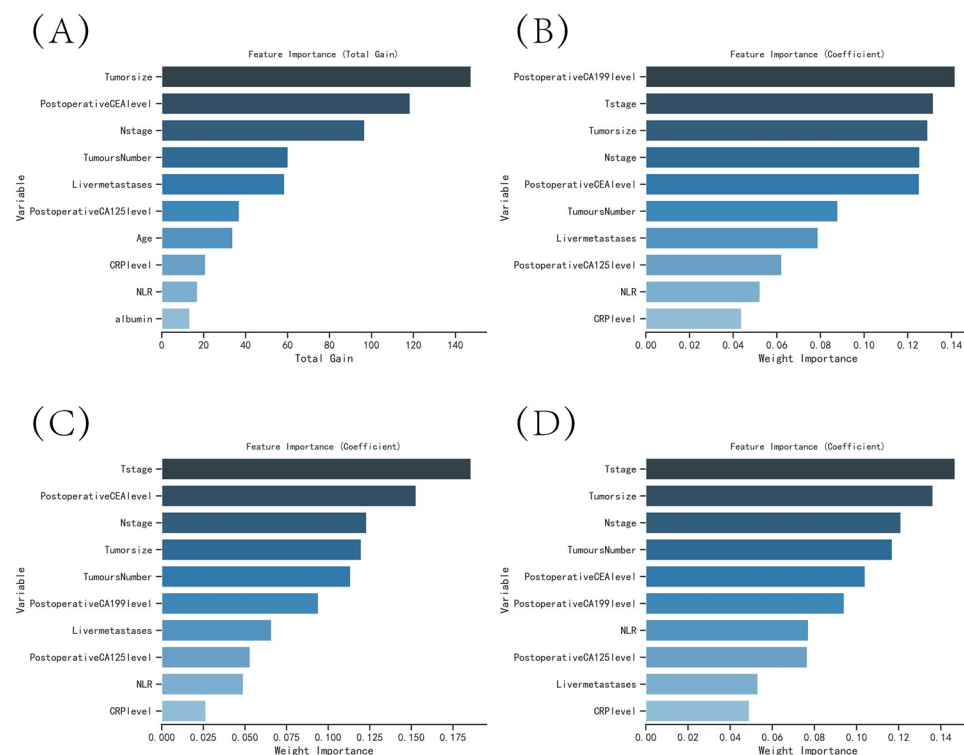 (A)
Feature Importance (Total Gain)
Variable
Tumorsize
PostoperativeCEAlevel
Nstage
TumoursNumber
Livermetastases
PostoperativeCA125level
Age
CRPlevel
NLR
albumin
0 20 40 60 80 100 120 140
Total Gain
(B)
Feature Importance (Coefficient)
Variable
PostoperativeCA199level
Tstage
Tumorsize
Nstage
PostoperativeCEAlevel
TumoursNumber
Livermetastases
PostoperativeCA125level
NLR
CRPlevel
0.00 0.02 0.04 0.06 0.08 0.10 0.12 0.14
Weight Importance
(C)
Feature Importance (Coefficient)
Variable
Tstage
PostoperativeCEAlevel
Nstage
Tumorsize
TumoursNumber
PostoperativeCA199level
Livermetastases
PostoperativeCA125level
NLR
CRPlevel
0.000 0.025 0.050 0.075 0.100 0.125 0.150 0.175
Weight Importance
(D)
Feature Importance (Coefficient)
Variable
Tstage
Tumorsize
Nstage
TumoursNumber
PostoperativeCEAlevel
PostoperativeCA199level
NLR
PostoperativeCA125level
Livermetastases
CRPlevel
0.00 0.02 0.04 0.06 0.08 0.10 0.12 0.14
Weight Importance